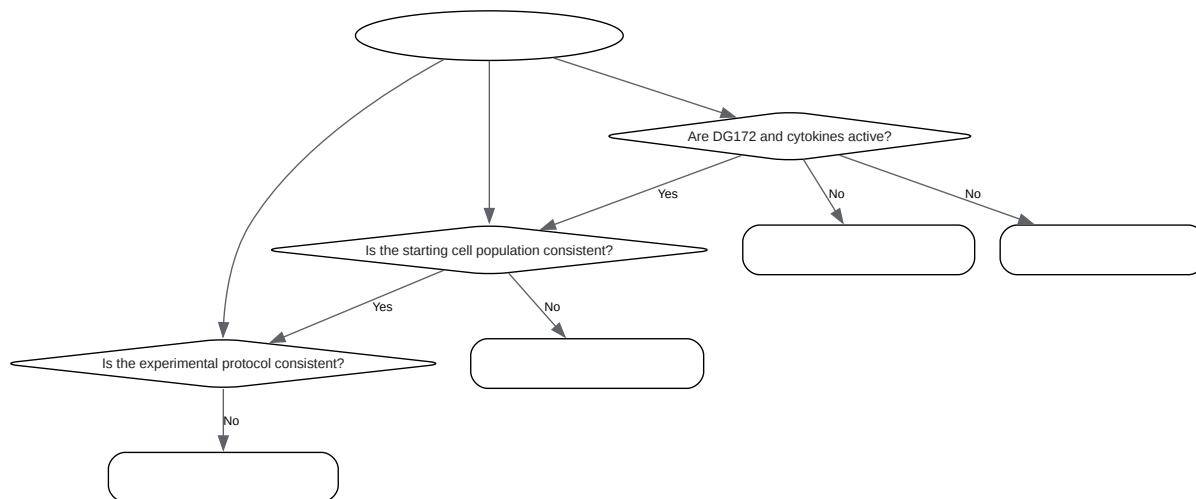 Are DG172 and cytokines active?
Yes
No
No
Is the starting cell population consistent?
Yes
No
Is the experimental protocol consistent?
No